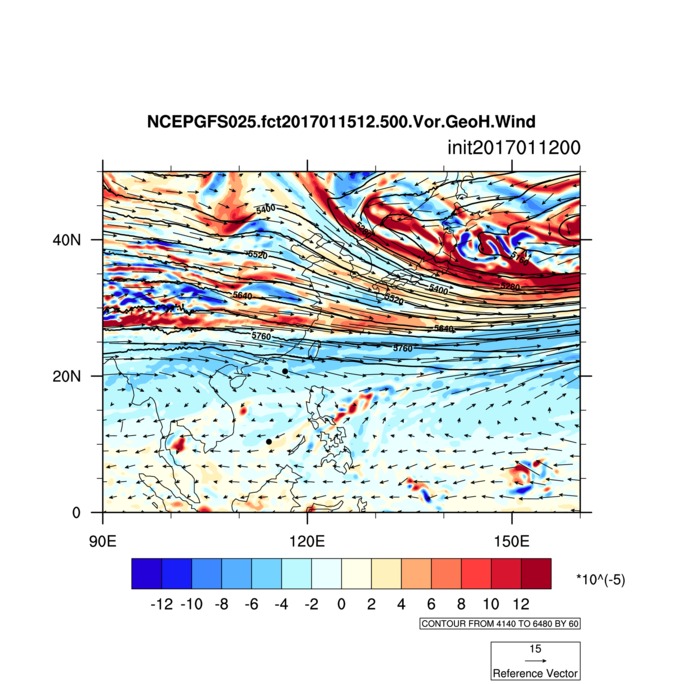 NCEPGFS025.fct2017011512.500.Vor.GeoH.Wind
init2017011200
40N
20N
0
90E 120E 150E
5400
5520
5640
5760
5400
5520
5280
5640
5760
-12 -10 -8 -6 -4 -2 0 2 4 6 8 10 12
*10^(-5)
CONTOUR FROM 4140 TO 6480 BY 60
15
Reference Vector